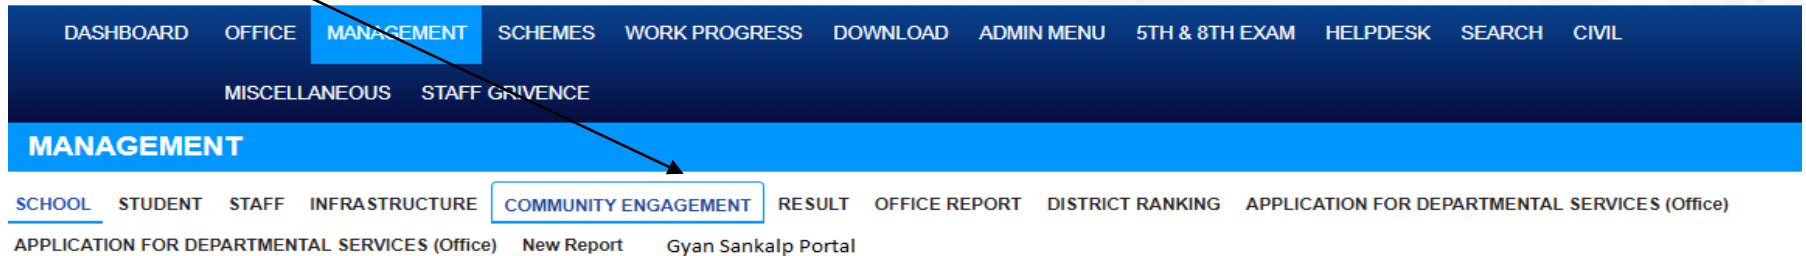 DASHBOARD OFFICE MANAGEMENT SCHEMES WORK PROGRESS DOWNLOAD ADMIN MENU 5TH & 8TH EXAM HELPDESK SEARCH CIVIL
MISCELLANEOUS STAFF GRIVENCE
MANAGEMENT
SCHOOL STUDENT STAFF INFRASTRUCTURE COMMUNITY ENGAGEMENT RESULT OFFICE REPORT DISTRICT RANKING APPLICATION FOR DEPARTMENTAL SERVICES (Office)
APPLICATION FOR DEPARTMENTAL SERVICES (Office) New Report Gyan Sankalp Portal